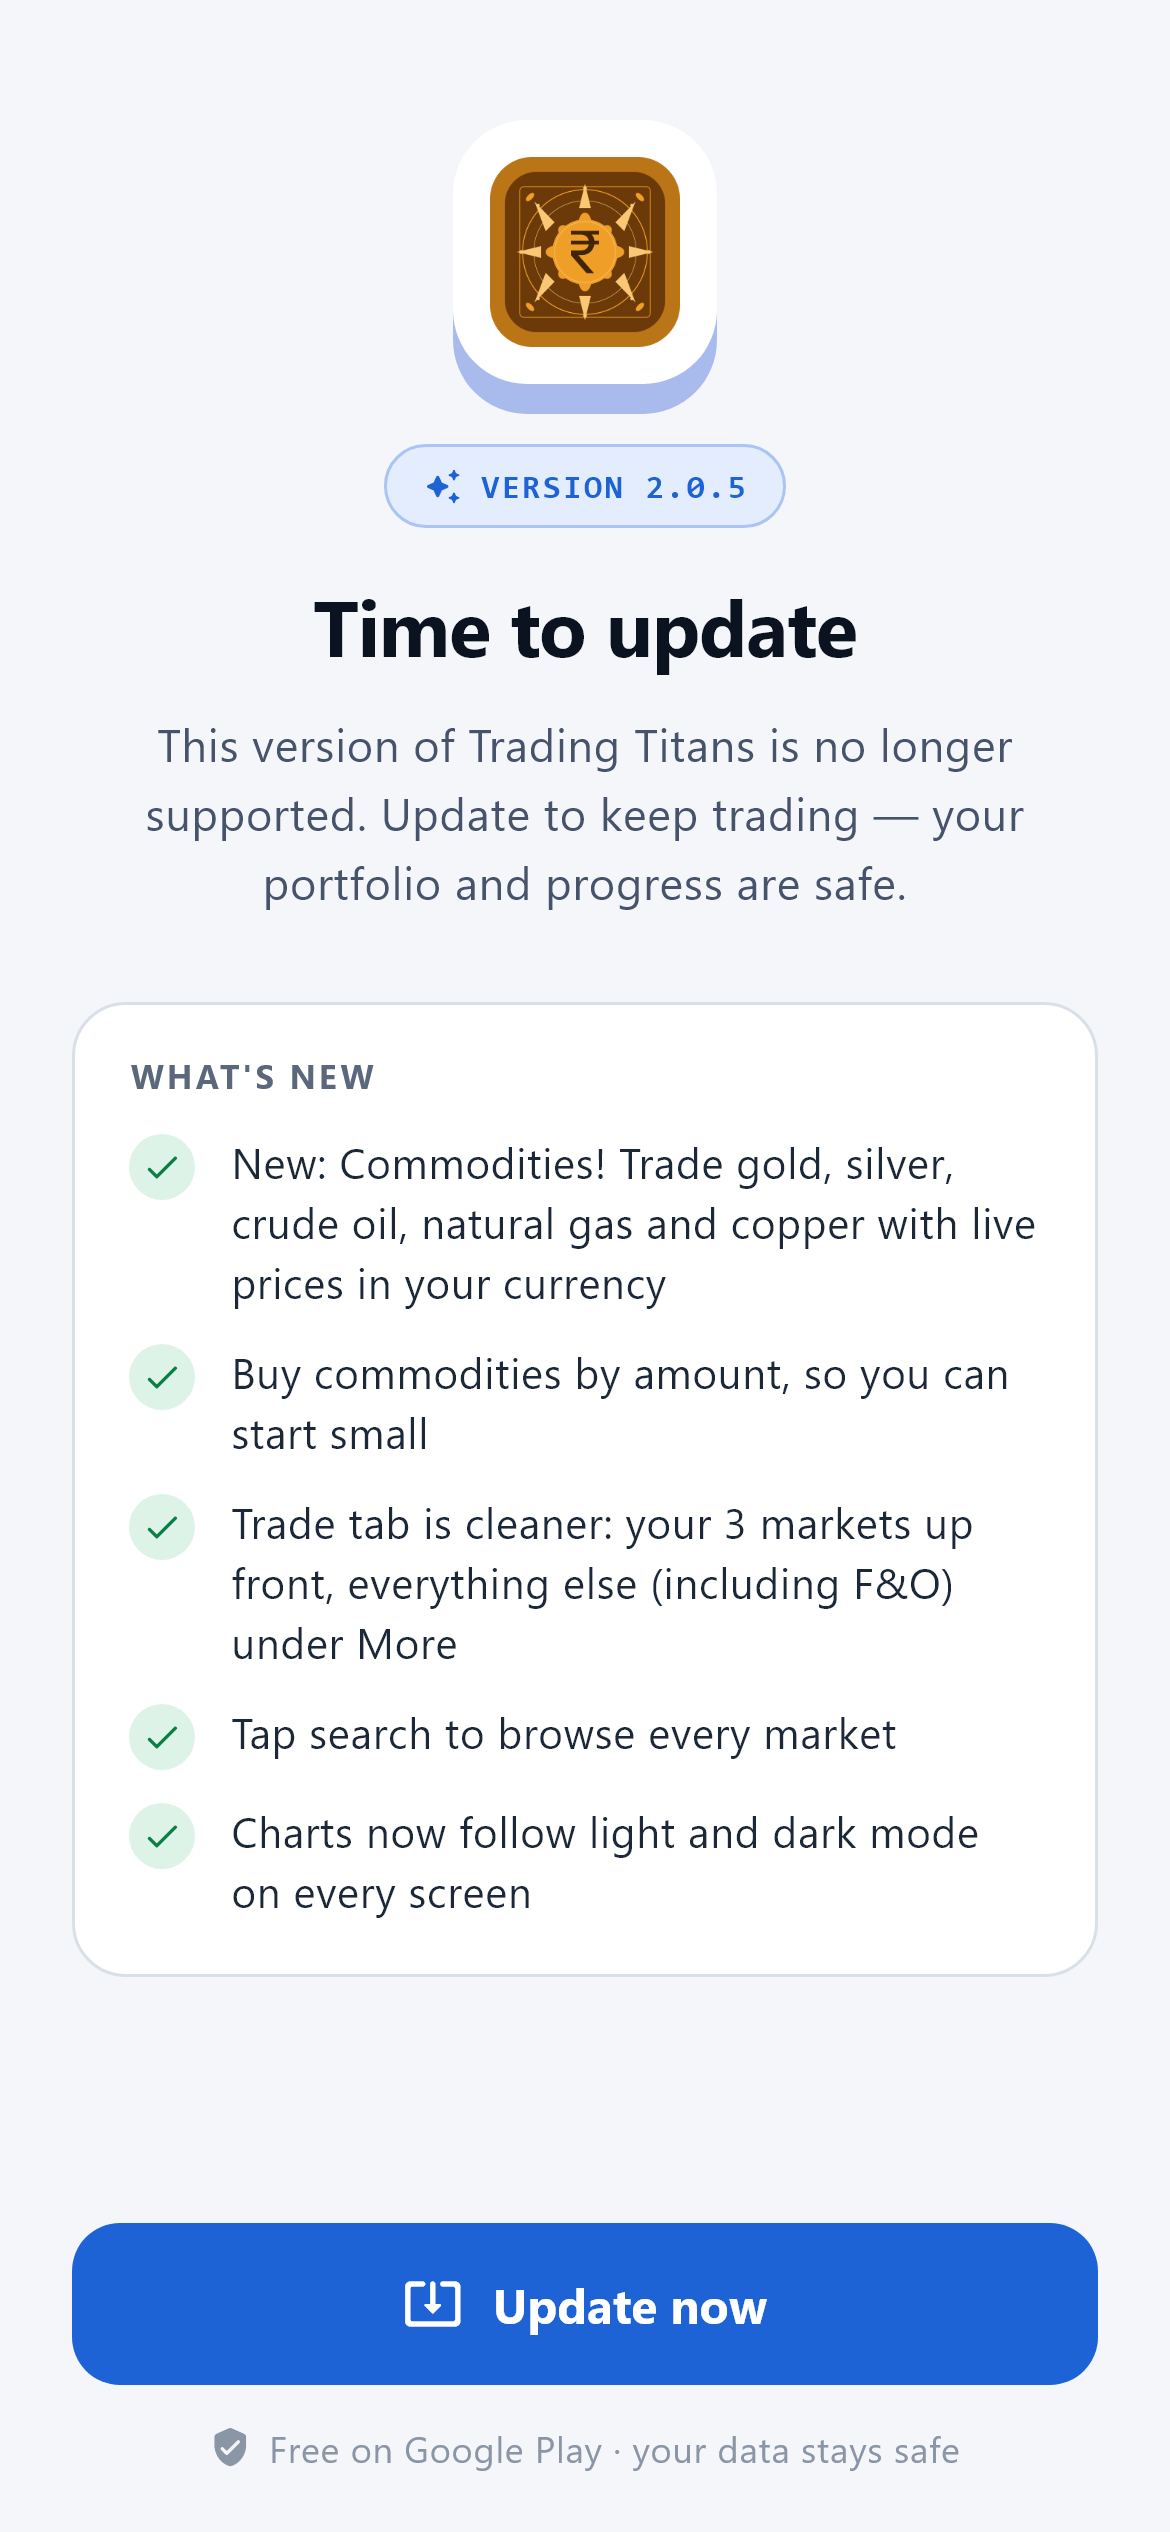 ₹
VERSION 2.0.5
Time to update
This version of Trading Titans is no longer
supported. Update to keep trading — your
portfolio and progress are safe.
WHAT'S NEW
New: Commodities! Trade gold, silver,
crude oil, natural gas and copper with live
prices in your currency
Buy commodities by amount, so you can
start small
Trade tab is cleaner: your 3 markets up
front, everything else (including F&O)
under More
Tap search to browse every market
Charts now follow light and dark mode
on every screen
Update now
Free on Google Play · your data stays safe